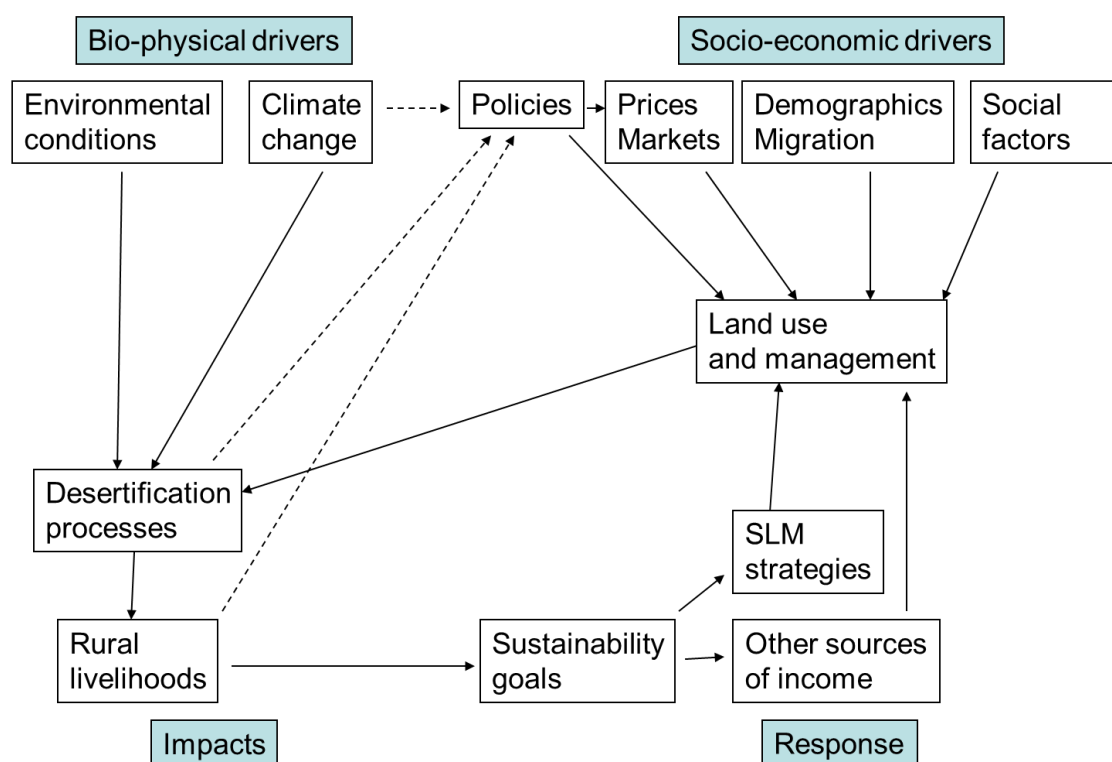 Bio-physical drivers
Socio-economic drivers
Environmental
conditions
Climate
change
Policies
Prices
Markets
Demographics
Migration
Social
factors
Land use
and management
Desertification
processes
SLM
strategies
Rural
livelihoods
Sustainability
goals
Other sources
of income
Impacts
Response